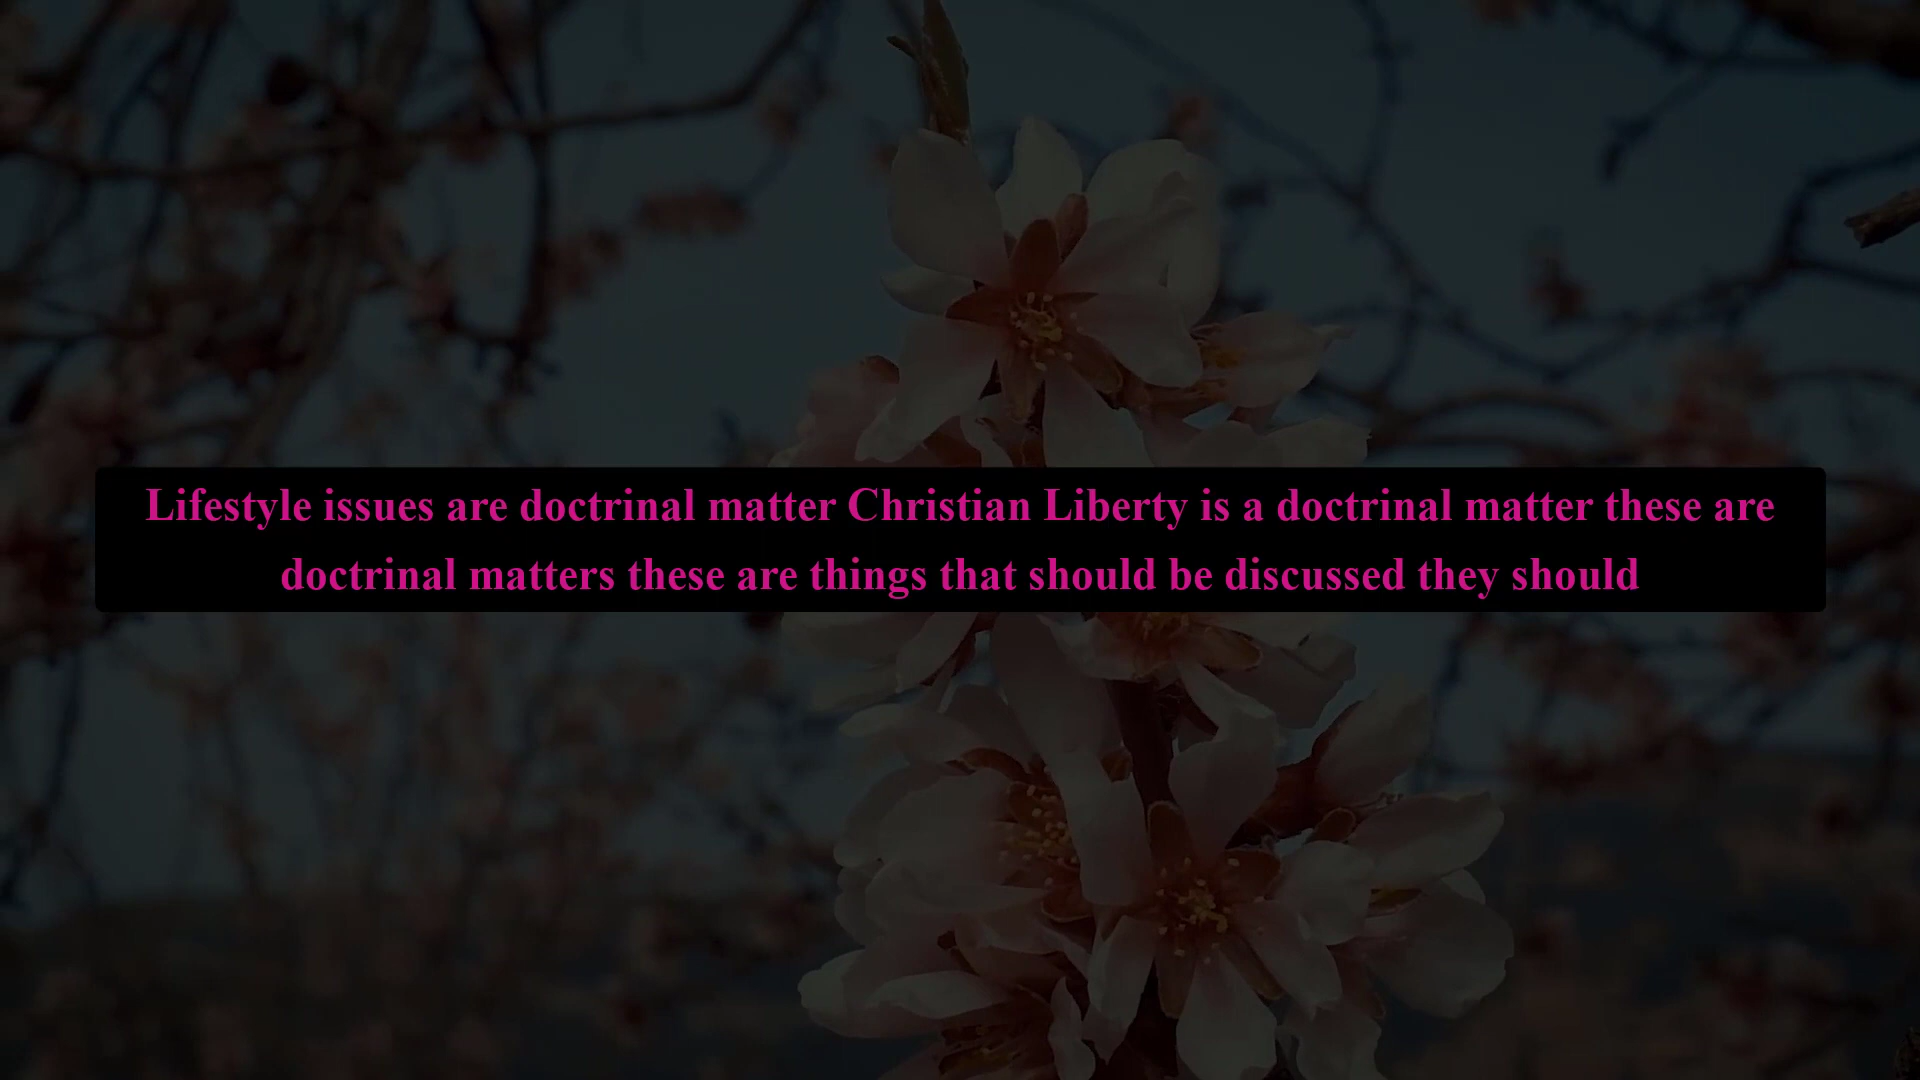 Lifestyle issues are doctrinal matter Christian Liberty is a doctrinal matter these are
doctrinal matters these are things that should be discussed they should